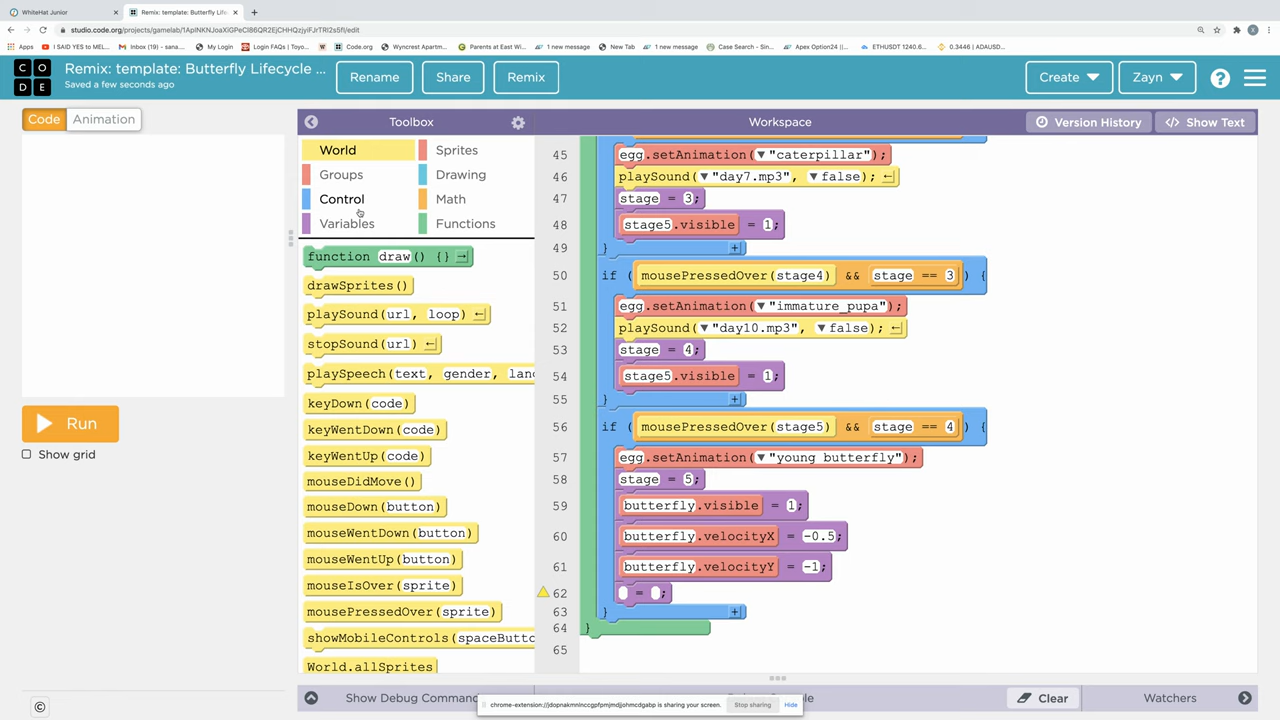 WhiteHat Junior
Remix: template: Butterfly Life
studio.code.org/projects/gamelab/1ApINKNJoaXlGPeCl86QR2EjCHHQzjyIFJrTRl2s5fI/edit
Apps
I SAID YES to MEL...
Inbox (19) - sana....
My Login
Login FAQs | Toyo...
Code.org
Wyncrest Apartm...
Parents at East Wi...
1 new message
New Tab
1 new message
Case Search - Sin...
Apex Option24 (...
ETHUSDT 1240.6...
0.3446 | ADAUSD...
C O
D E
Remix: template: Butterfly Lifecycle ...
Saved a few seconds ago
Rename
Share
Remix
Create
Zayn
?
Code
Animation
Toolbox
Workspace
Version History
</> Show Text
World
Sprites
Groups
Drawing
Control
Math
Variables
Functions
function draw() {}
drawSprites()
playSound(url, loop)
stopSound(url)
playSpeech(text, gender, lan
keyDown(code)
keyWentDown(code)
keyWentUp(code)
mouseDidMove()
mouseDown(button)
mouseWentDown(button)
mouseWentUp(button)
mouseIsOver(sprite)
mousePressedOver(sprite)
showMobileControls(spaceButto
World.allSprites
Run
Show grid
45 egg.setAnimation( "caterpillar");
46 playSound( "day7.mp3", false);
47 stage = 3;
48 stage5.visible = 1;
49 }
50 if ( mousePressedOver(stage4) && stage == 3 ) {
51 egg.setAnimation( "immature_pupa");
52 playSound( "day10.mp3", false);
53 stage = 4;
54 stage5.visible = 1;
55 }
56 if ( mousePressedOver(stage5) && stage == 4 ) {
57 egg.setAnimation( "young butterfly");
58 stage = 5;
59 butterfly.visible = 1;
60 butterfly.velocityX = -0.5;
61 butterfly.velocityY = -1;
62 = ;
63 }
64 }
65
©
Show Debug Comman
Clear
Watchers
chrome-extension://jdopnakmninccgpfpmjmdjjohmcdgabp is sharing your screen.
Stop sharing
Hide